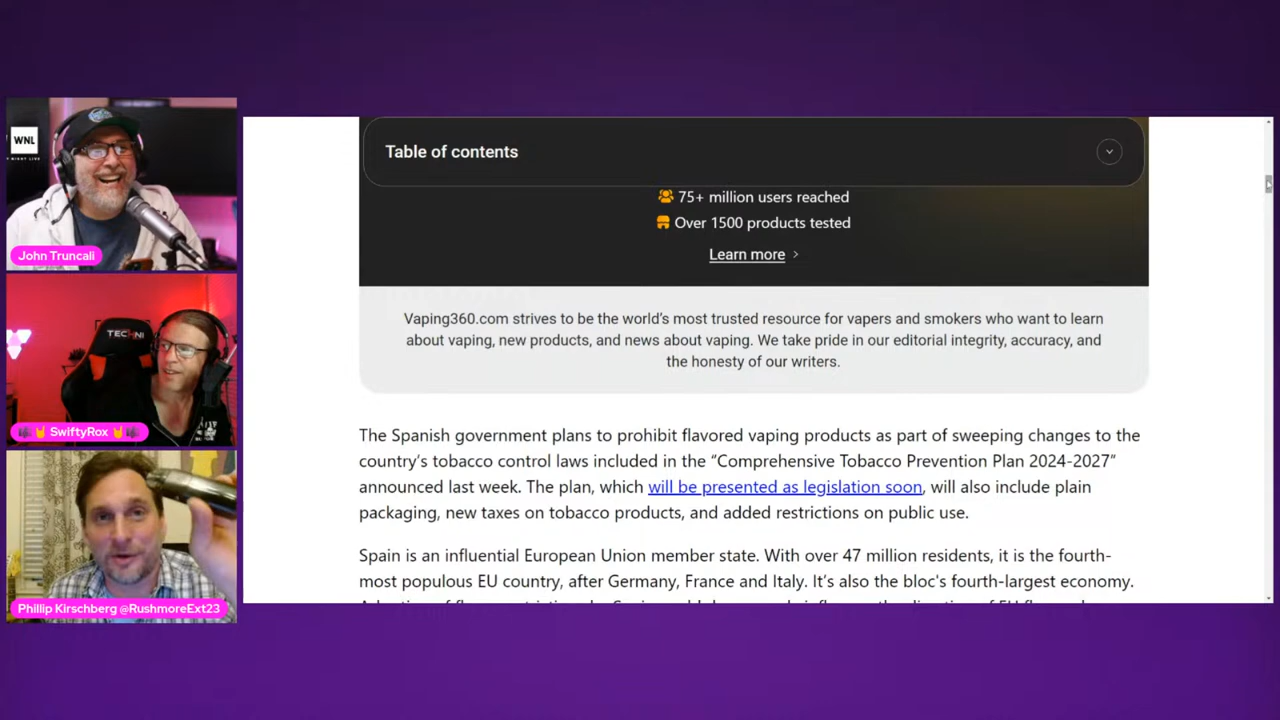 WNL
John Truncali
TECHNI
SwiftyRox
Phillip Kirschberg @RushmoreExt23
Table of contents
75+ million users reached
Over 1500 products tested
Learn more
Vaping360.com strives to be the world's most trusted resource for vapers and smokers who want to learn
about vaping, new products, and news about vaping. We take pride in our editorial integrity, accuracy, and
the honesty of our writers.
The Spanish government plans to prohibit flavored vaping products as part of sweeping changes to the
country's tobacco control laws included in the “Comprehensive Tobacco Prevention Plan 2024-2027”
announced last week. The plan, which will be presented as legislation soon, will also include plain
packaging, new taxes on tobacco products, and added restrictions on public use.
Spain is an influential European Union member state. With over 47 million residents, it is the fourth-
most populous EU country, after Germany, France and Italy. It's also the bloc's fourth-largest economy.